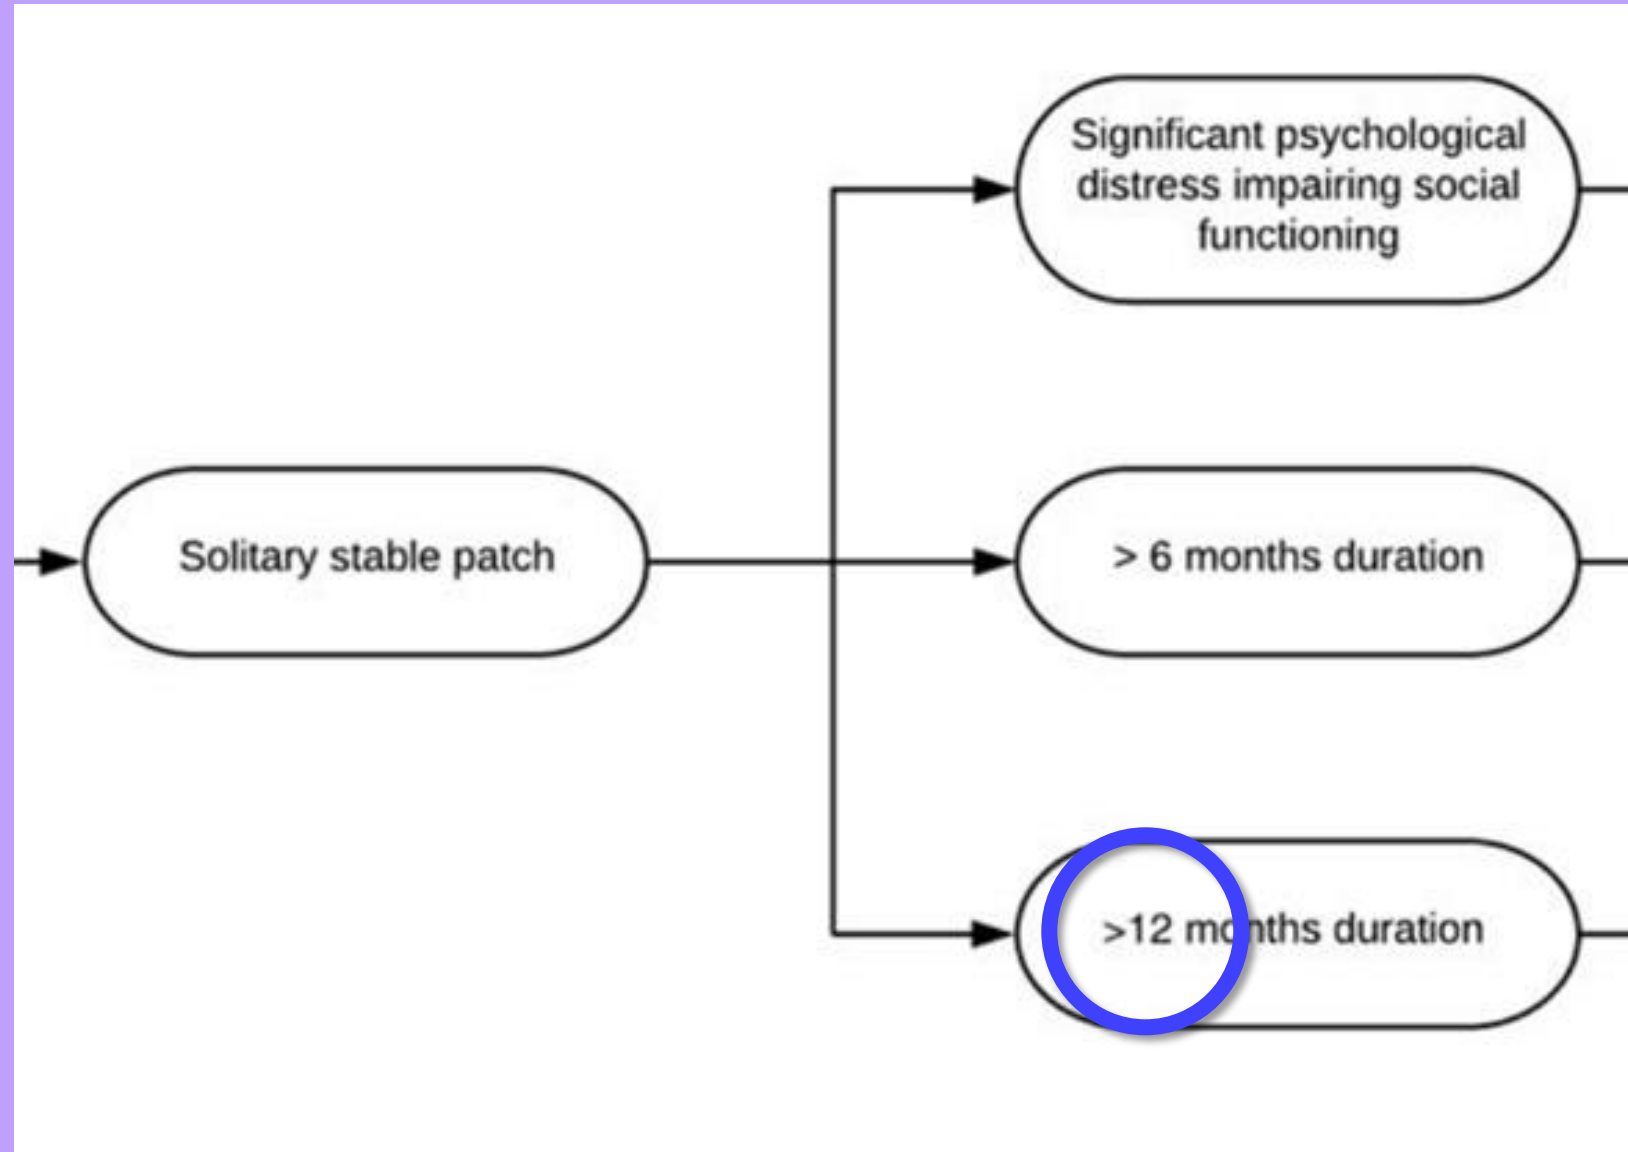 Significant psychological
distress impairing social
functioning
Solitary stable patch
> 6 months duration
>12 months duration